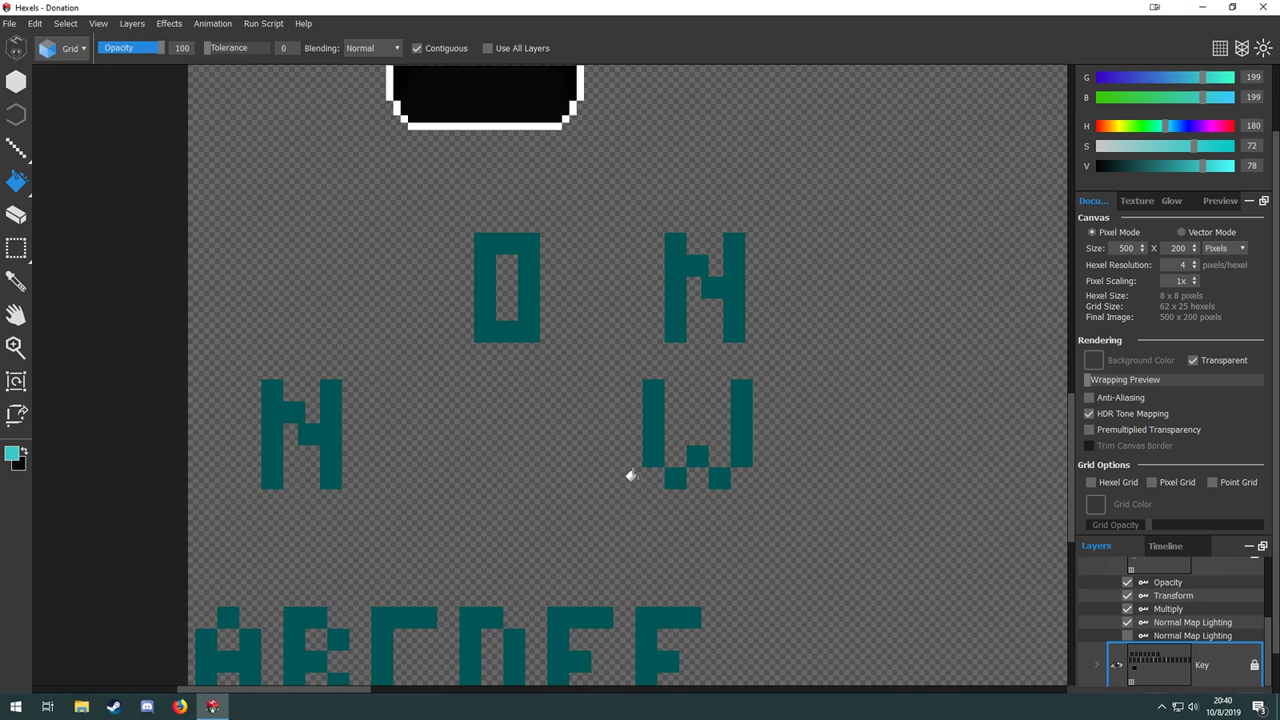 Hexels - Donation
File Edit Select View Layers Effects Animation Run Script Help
Grid Opacity 100 Tolerance 0 Blending: Normal Contiguous Use All Layers
G 199
B 199
H 180
S 72
V 78
Docu... Texture Glow Preview
Canvas
Pixel Mode Vector Mode
Size: 500 X 200 Pixels
Hexel Resolution: 4 pixels/hexel
Pixel Scaling: 1x
Hexel Size: 8 x 8 pixels
Grid Size: 62 x 25 hexels
Final Image: 500 x 200 pixels
Rendering
Background Color Transparent
Wrapping Preview
Anti-Aliasing
HDR Tone Mapping
Premultiplied Transparency
Trim Canvas Border
Grid Options
Hexel Grid Pixel Grid Point Grid
Grid Color
Grid Opacity
Layers Timeline
Opacity
Transform
Multiply
Normal Map Lighting
Normal Map Lighting
Key
O N
N W
A B C D E F
20:40
10/8/2019
3